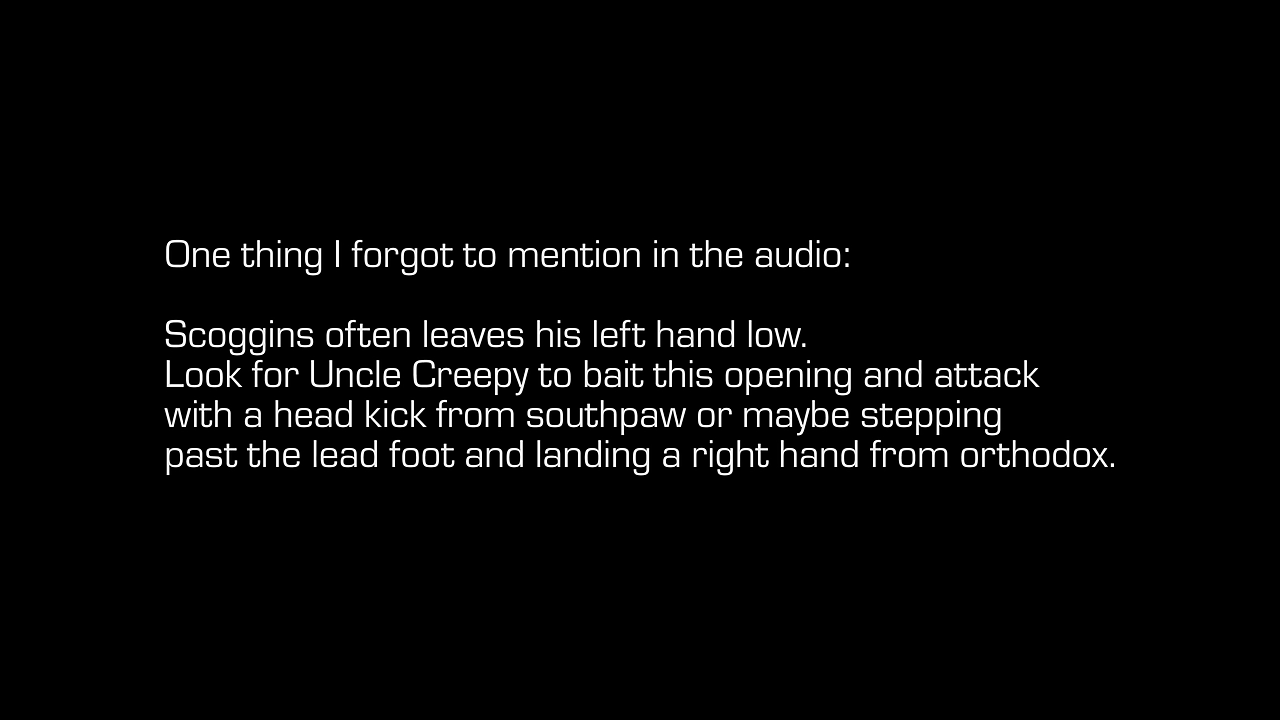 One thing I forgot to mention in the audio:
Scoggins often leaves his left hand low.
Look for Uncle Creepy to bait this opening and attack
with a head kick from southpaw or maybe stepping
past the lead foot and landing a right hand from orthodox.